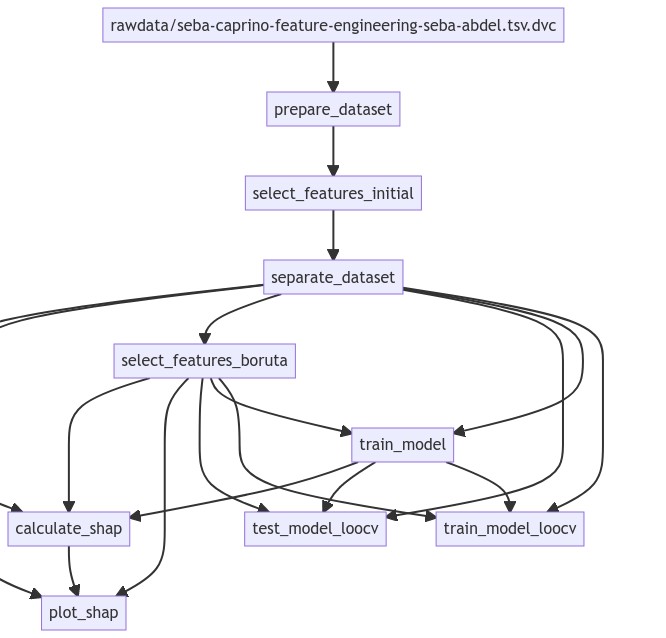 rawdata/seba-caprino-feature-engineering-seba-abdel.tsv.dvc
prepare_dataset
select_features_initial
separate_dataset
select_features_boruta
train_model
calculate_shap
test_model_loocv
train_model_loocv
plot_shap